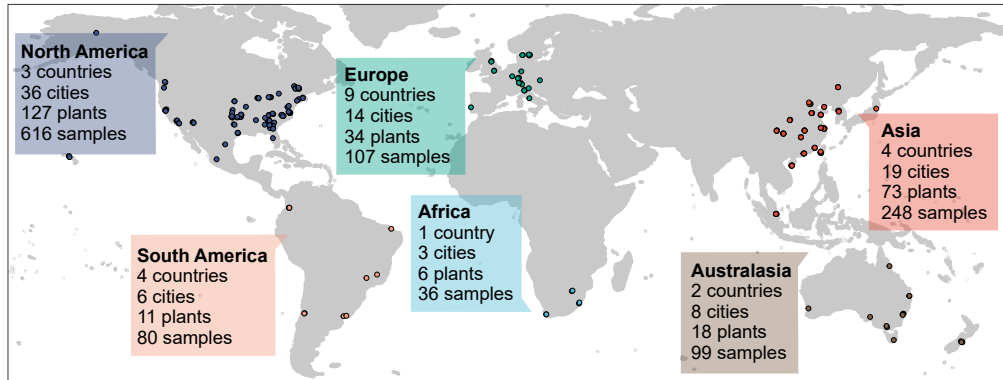 North America
3 countries
36 cities
127 plants
616 samples
Europe
9 countries
14 cities
34 plants
107 samples
Asia
4 countries
19 cities
73 plants
248 samples
South America
4 countries
6 cities
11 plants
80 samples
Africa
1 country
3 cities
6 plants
36 samples
Australasia
2 countries
8 cities
18 plants
99 samples